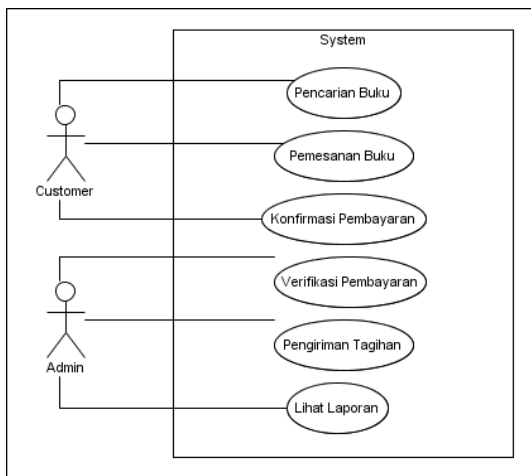 System
Pencarian Buku
Pemesanan Buku
Customer
Konfirmasi Pembayaran
Verifikasi Pembayaran
Pengiriman Tagihan
Admin
Lihat Laporan